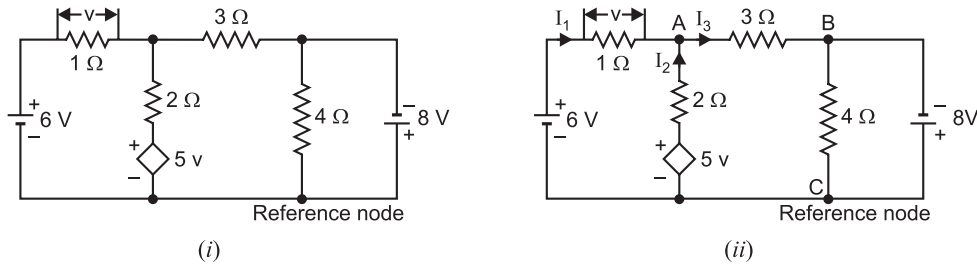 v
3 Ω
1 Ω
+
6 V
−
2 Ω
+
5 v
−
4 Ω
−
8 V
+
Reference node
(i)
I1
v
A
I3
3 Ω
B
1 Ω
I2
+
6 V
−
2 Ω
+
5 v
−
4 Ω
−
8V
+
C
Reference node
(ii)